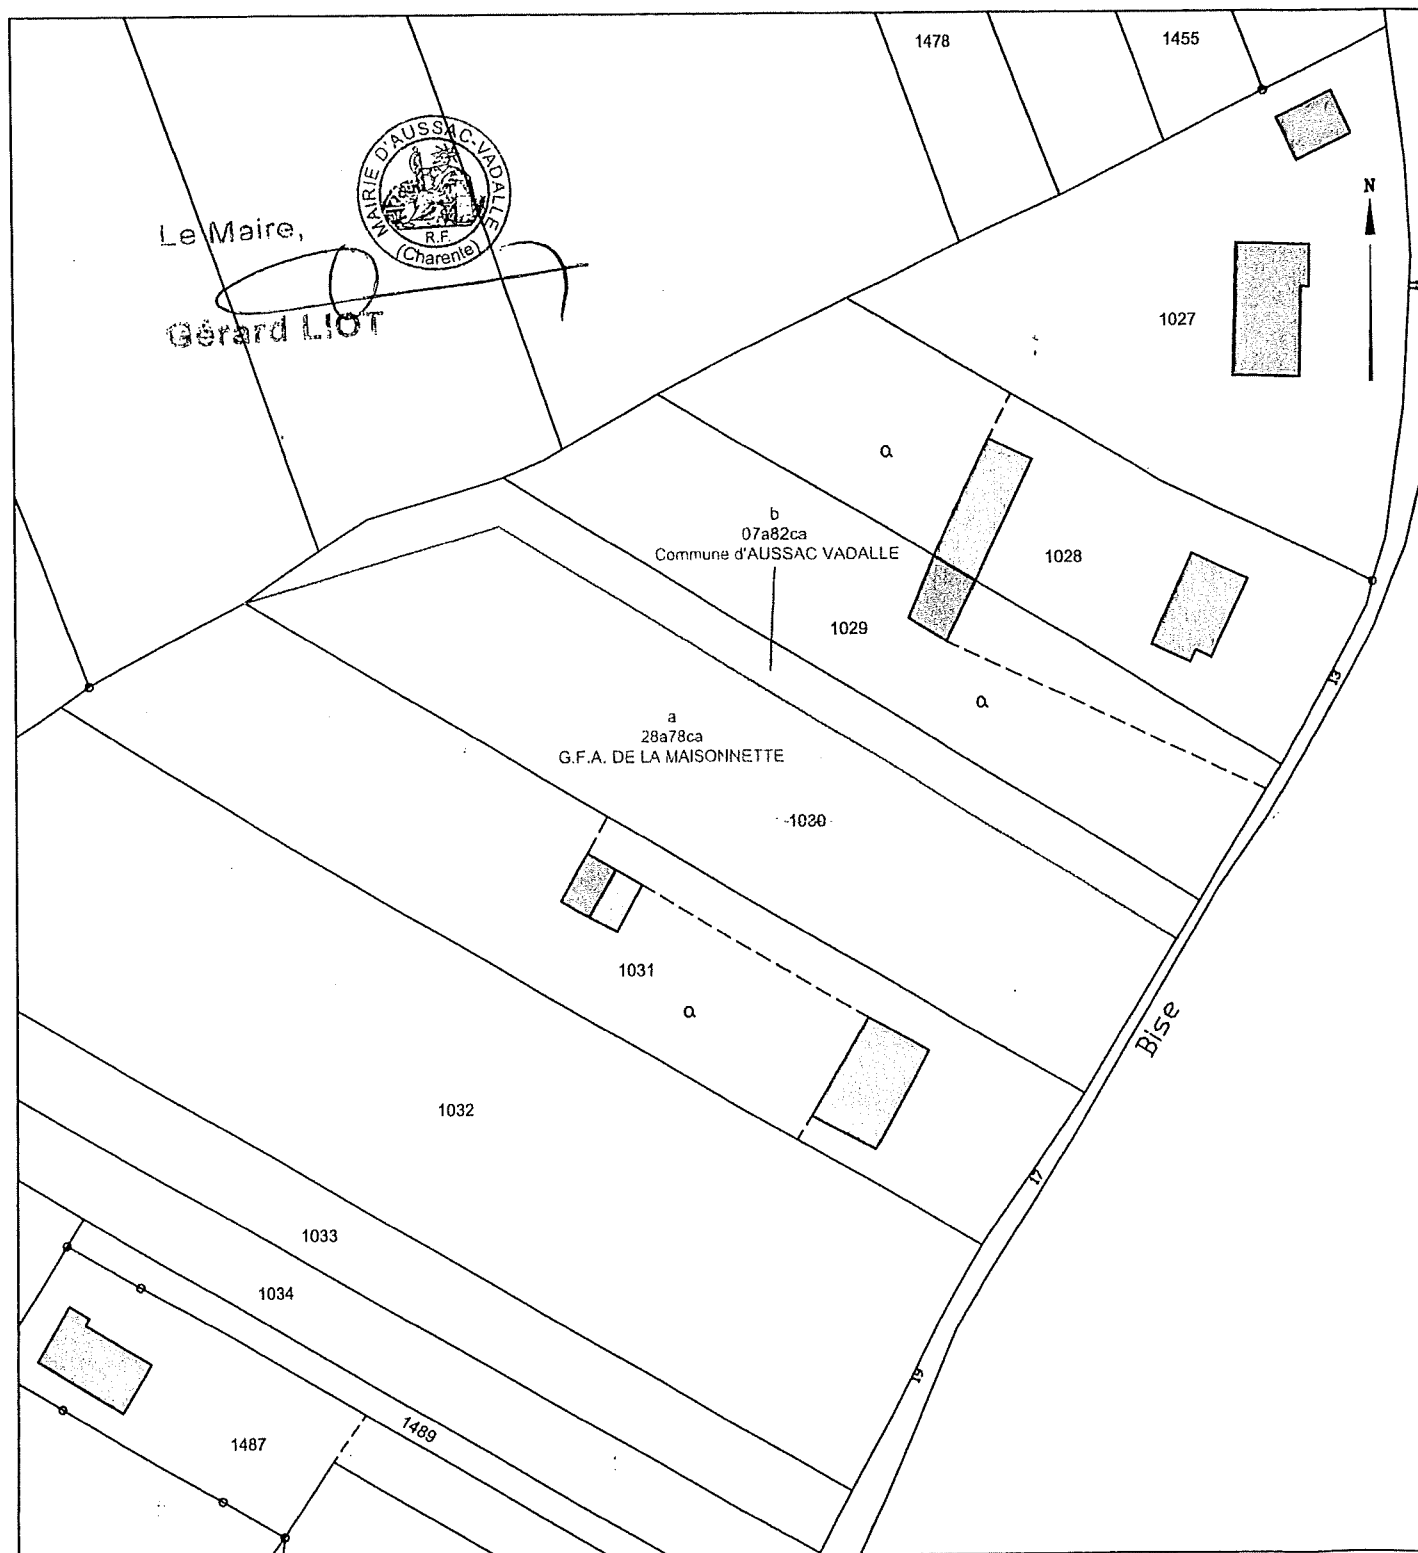 1478
1455
MAIRIE D'AUSSAC-VADALLE
R.F.
(Charente)
Le Maire,
Gérard LIOT
N
1027
a
b
07a82ca
Commune d'AUSSAC VADALLE
1028
1029
13
a
a
28a78ca
G.F.A. DE LA MAISONNETTE
1030
1031
a
Bise
1032
17
1033
1034
19
1489
1487